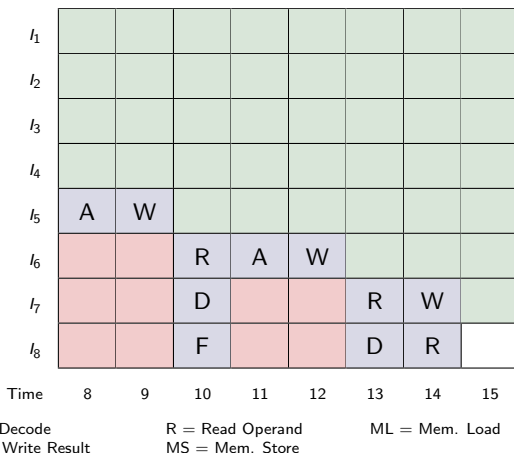 I1
I2
I3
I4
I5 A W
I6 R A W
I7 D R W
I8 F D R
Time 8 9 10 11 12 13 14 15
Decode R = Read Operand ML = Mem. Load
Write Result MS = Mem. Store